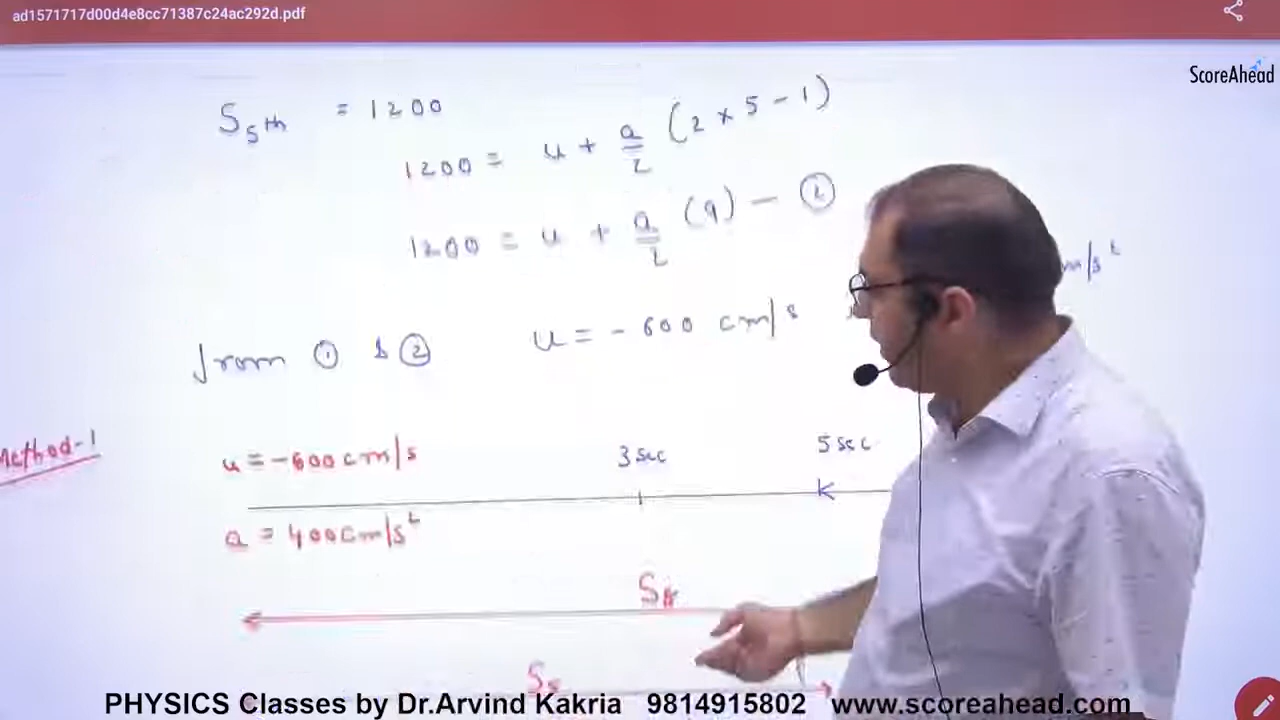 ad1571717d00d4e8cc71387c24ac292d.pdf
ScoreAhead
S5th = 1200
1200 = u + a/2 (2 × 5 - 1)
1200 = u + a/2 (9) - ②
m/s²
from ① & ② u = - 600 cm/s
Method-1
u = -600 cm/s 3 sec 5 sec
a = 400 cm/s²
PHYSICS Classes by Dr.Arvind Kakria 9814915802 www.scoreahead.com